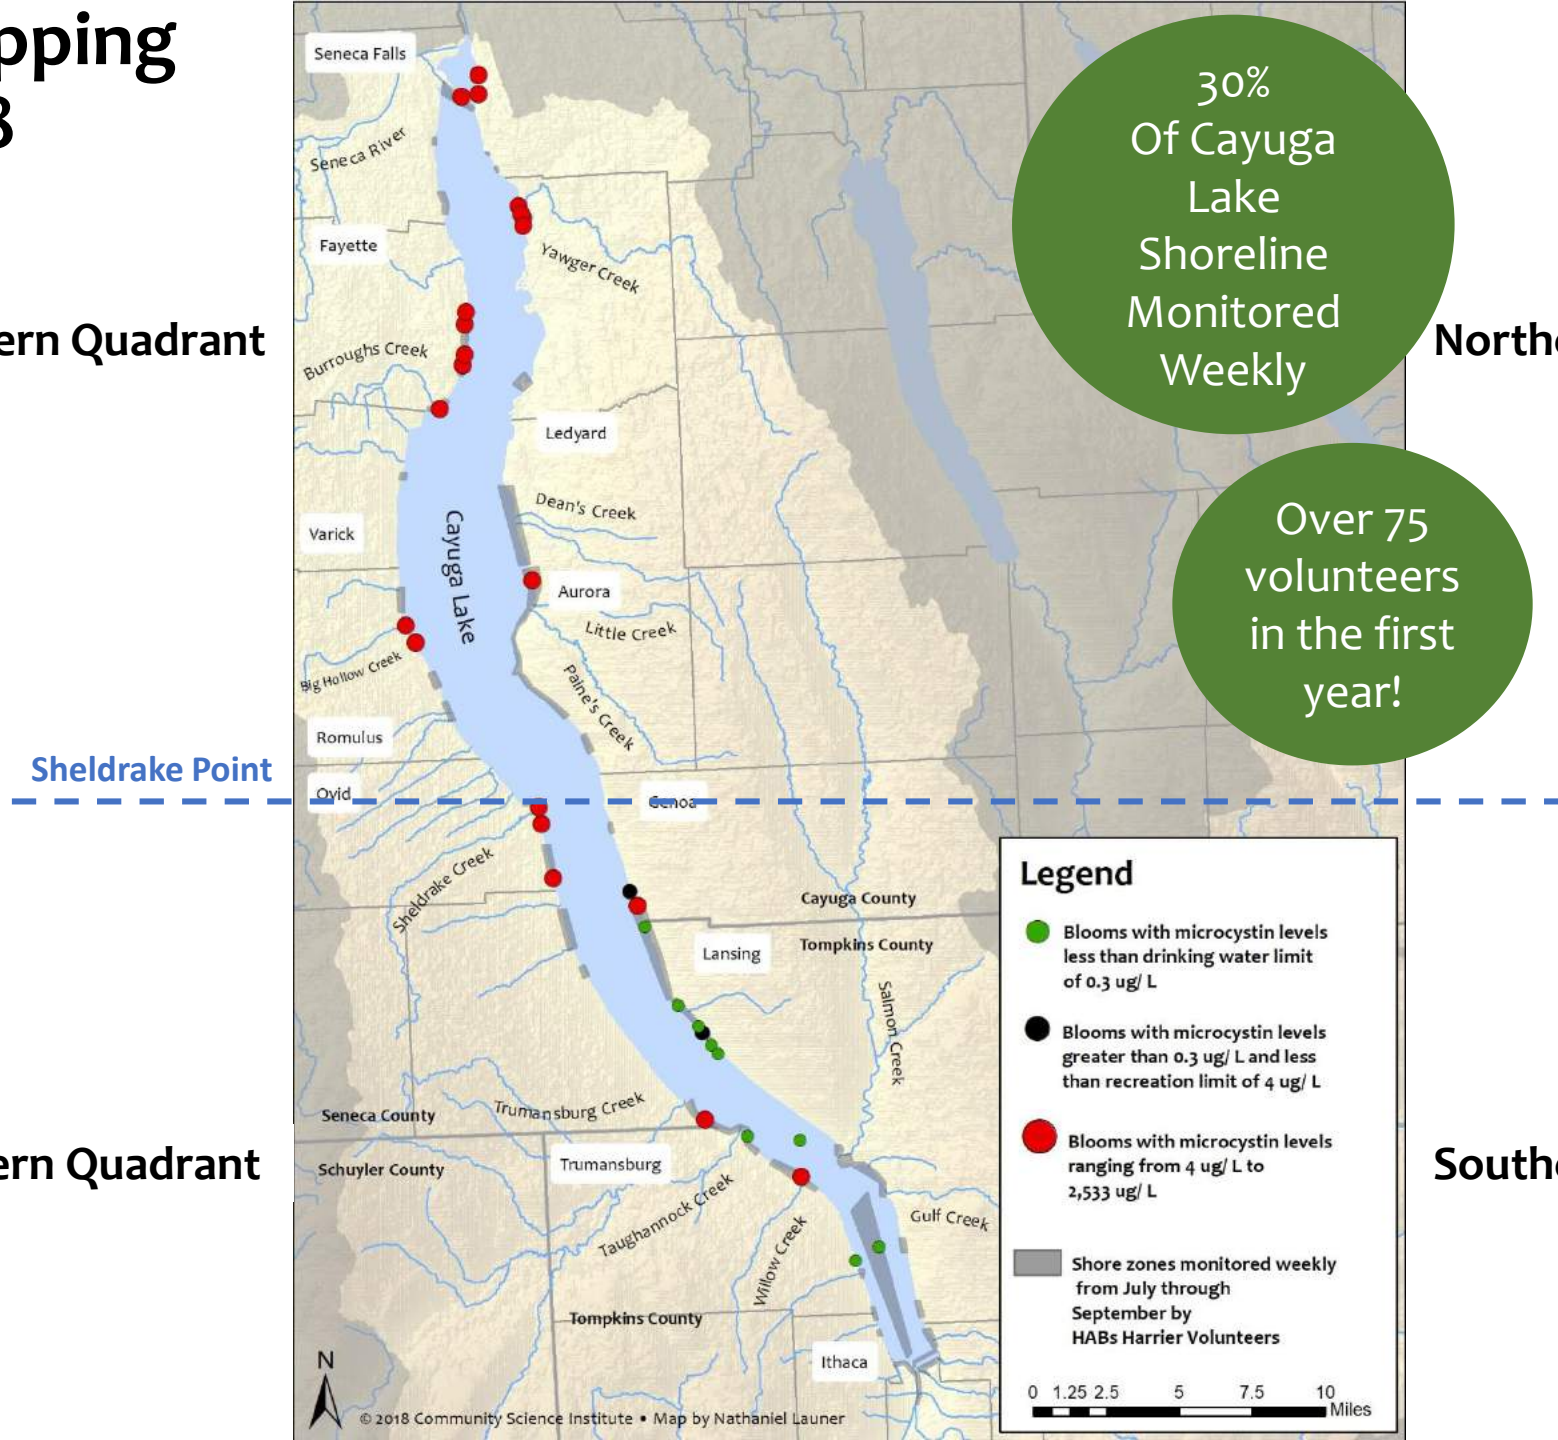 pping
8
Seneca Falls
Seneca River
Fayette
Yawger Creek
ern Quadrant
Burroughs Creek
Ledyard
Dean's Creek
Varick
Cayuga Lake
Aurora
Little Creek
Big Hollow Creek
Paine's Creek
Romulus
Sheldrake Point
Ovid
Genoa
Sheldrake Creek
Cayuga County
Tompkins County
Lansing
Salmon Creek
Seneca County
Trumansburg Creek
ern Quadrant
Schuyler County
Trumansburg
Taughannock Creek
Willow Creek
Gulf Creek
Tompkins County
Ithaca
N
© 2018 Community Science Institute • Map by Nathaniel Launer
30%
Of Cayuga
Lake
Shoreline
Monitored
Weekly
Northe
Over 75
volunteers
in the first
year!
Southe
Legend
Blooms with microcystin levels
less than drinking water limit
of 0.3 ug/ L
Blooms with microcystin levels
greater than 0.3 ug/ L and less
than recreation limit of 4 ug/ L
Blooms with microcystin levels
ranging from 4 ug/ L to
2,533 ug/ L
Shore zones monitored weekly
from July through
September by
HABs Harrier Volunteers
0 1.25 2.5 5 7.5 10
Miles